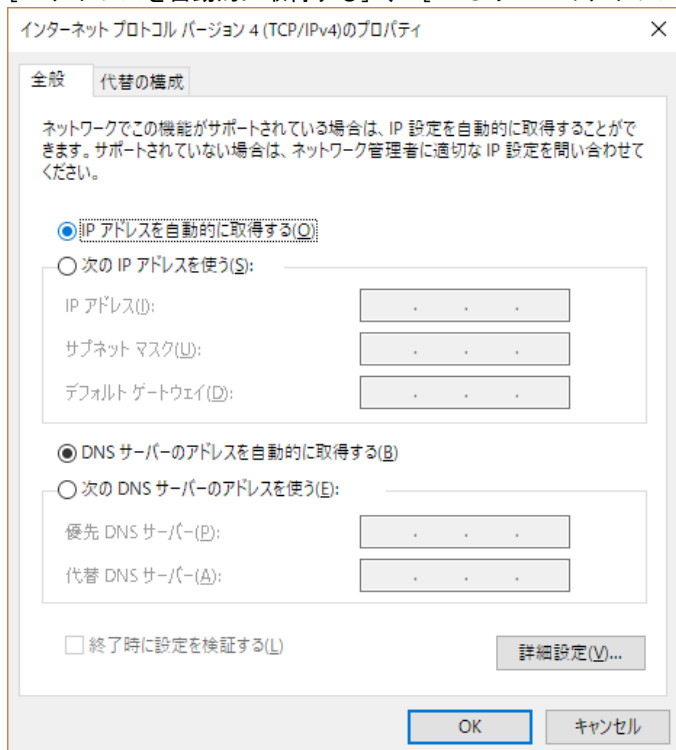 インターネット プロトコル バージョン 4 (TCP/IPv4)のプロパティ
全般
代替の構成
ネットワークでこの機能がサポートされている場合は、IP 設定を自動的に取得することがで
きます。サポートされていない場合は、ネットワーク管理者に適切な IP 設定を問い合わせて
ください。
IP アドレスを自動的に取得する(O)
次の IP アドレスを使う(S):
IP アドレス(I):
サブネット マスク(U):
デフォルト ゲートウェイ(D):
DNS サーバーのアドレスを自動的に取得する(B)
次の DNS サーバーのアドレスを使う(E):
優先 DNS サーバー(P):
代替 DNS サーバー(A):
終了時に設定を検証する(L)
詳細設定(V)...
OK
キャンセル